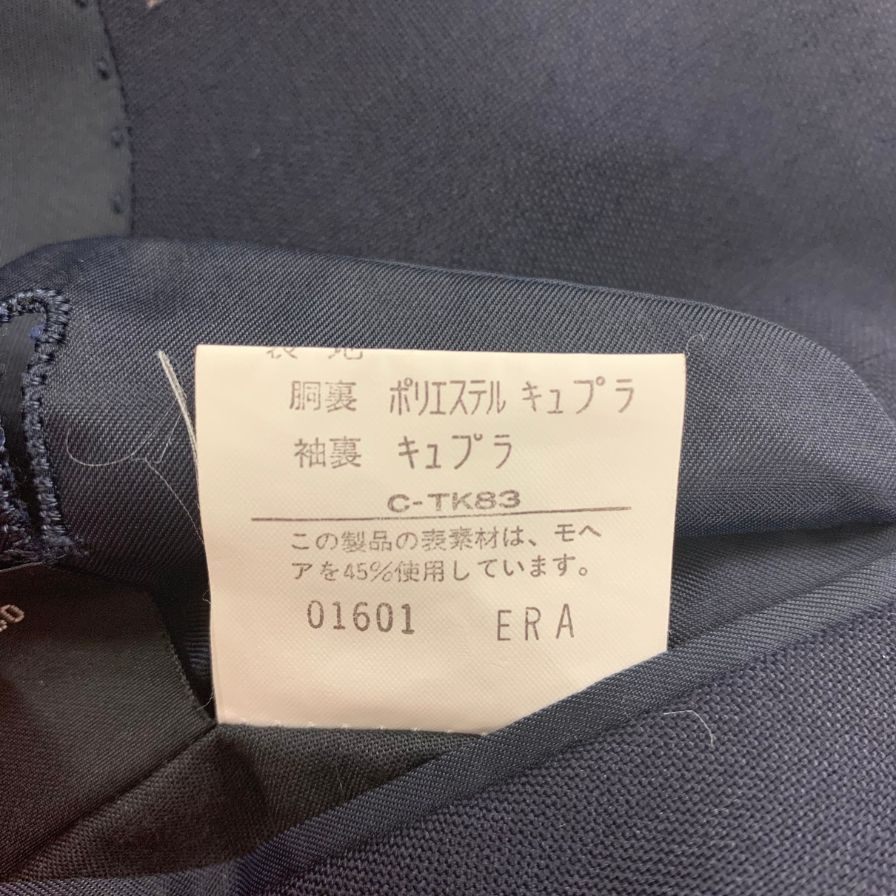 胴裏 ポリエステル キュプラ
袖裏 キュプラ
C-TK83
この製品の表素材は、モヘ
アを45%使用しています。
01601 ERA